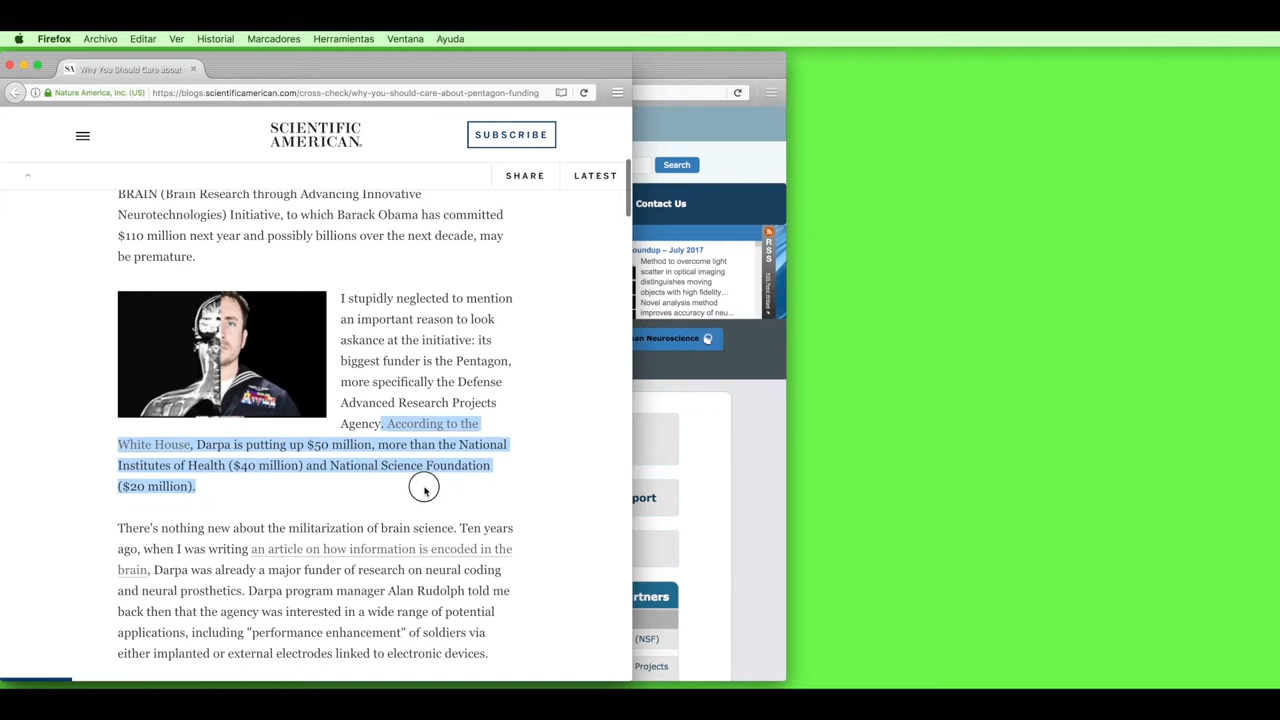 Firefox Archivo Editar Ver Historial Marcadores Herramientas Ventana Ayuda
SA Why You Should Care about
Nature America, Inc. (US) https://blogs.scientificamerican.com/cross-check/why-you-should-care-about-pentagon-funding
SCIENTIFIC
AMERICAN
SUBSCRIBE
SHARE LATEST
BRAIN (Brain Research through Advancing Innovative
Neurotechnologies) Initiative, to which Barack Obama has committed
$110 million next year and possibly billions over the next decade, may
be premature.
I stupidly neglected to mention
an important reason to look
askance at the initiative: its
biggest funder is the Pentagon,
more specifically the Defense
Advanced Research Projects
Agency. According to the
White House, Darpa is putting up $50 million, more than the National
Institutes of Health ($40 million) and National Science Foundation
($20 million).
There's nothing new about the militarization of brain science. Ten years
ago, when I was writing an article on how information is encoded in the
brain, Darpa was already a major funder of research on neural coding
and neural prosthetics. Darpa program manager Alan Rudolph told me
back then that the agency was interested in a wide range of potential
applications, including "performance enhancement" of soldiers via
either implanted or external electrodes linked to electronic devices.
Search
Contact Us
oundup – July 2017
Method to overcome light
scatter in optical imaging
distinguishes moving
objects with high fidelity...
Novel analysis method
improves accuracy of neu...
RSS
an Neuroscience
port
rtners
(NSF)
Projects